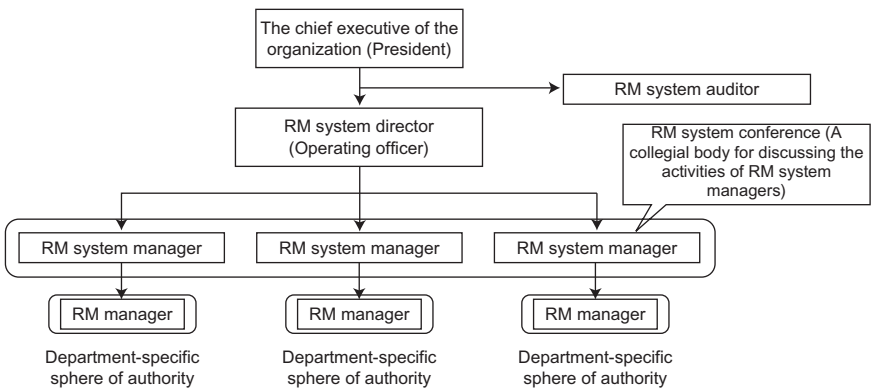 The chief executive of the
organization (President)
RM system auditor
RM system director
(Operating officer)
RM system conference (A
collegial body for discussing the
activities of RM system
managers)
RM system manager
RM system manager
RM system manager
RM manager
RM manager
RM manager
Department-specific
sphere of authority
Department-specific
sphere of authority
Department-specific
sphere of authority